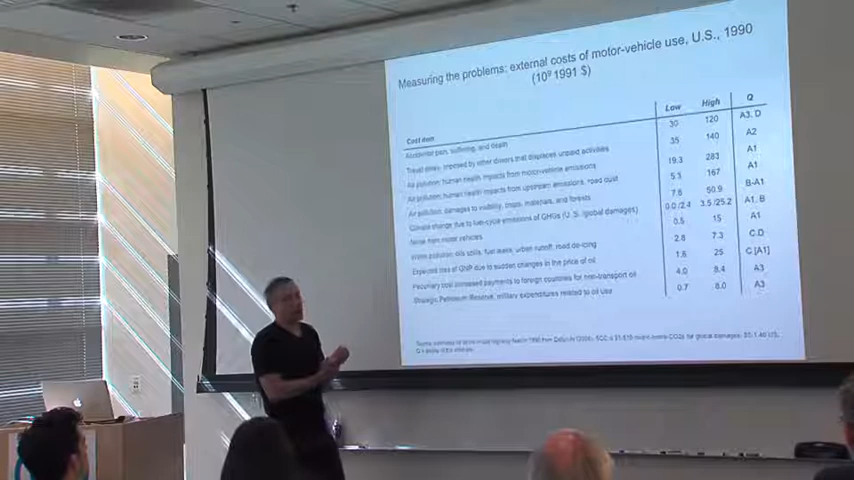 Measuring the problems: external costs of motor-vehicle use, U.S., 1990
(10⁹ 1991 $)
Cost item Low High Q
Accidental pain, suffering, and death 30 120 A3, D
Travel delay, imposed by other drivers that displaces unpaid activities 35 140 A2
Air pollution: human health impacts from motor-vehicle emissions 19.3 283 A1
Air pollution: human health impacts from upstream emissions, road dust 5.3 167 A1
Air pollution: damages to visibility, crops, materials, and forests 7.6 50.9 B-A1
Climate change due to fuel-cycle emissions of GHGs (U.S. /global damages) 0.0/2.4 3.5/25.2 A1, B
Noise from motor vehicles 0.5 15 A1
Water pollution: oils spills, fuel leaks, urban runoff, road de-icing 2.8 7.3 C.D
Expected loss of GNP due to sudden changes in the price of oil 1.8 25 C [A1]
Pecuniary cost: increased payments to foreign countries for non-transport oil 4.0 8.4 A3
Strategic Petroleum Reserve, military expenditures related to oil use 0.7 8.0 A3